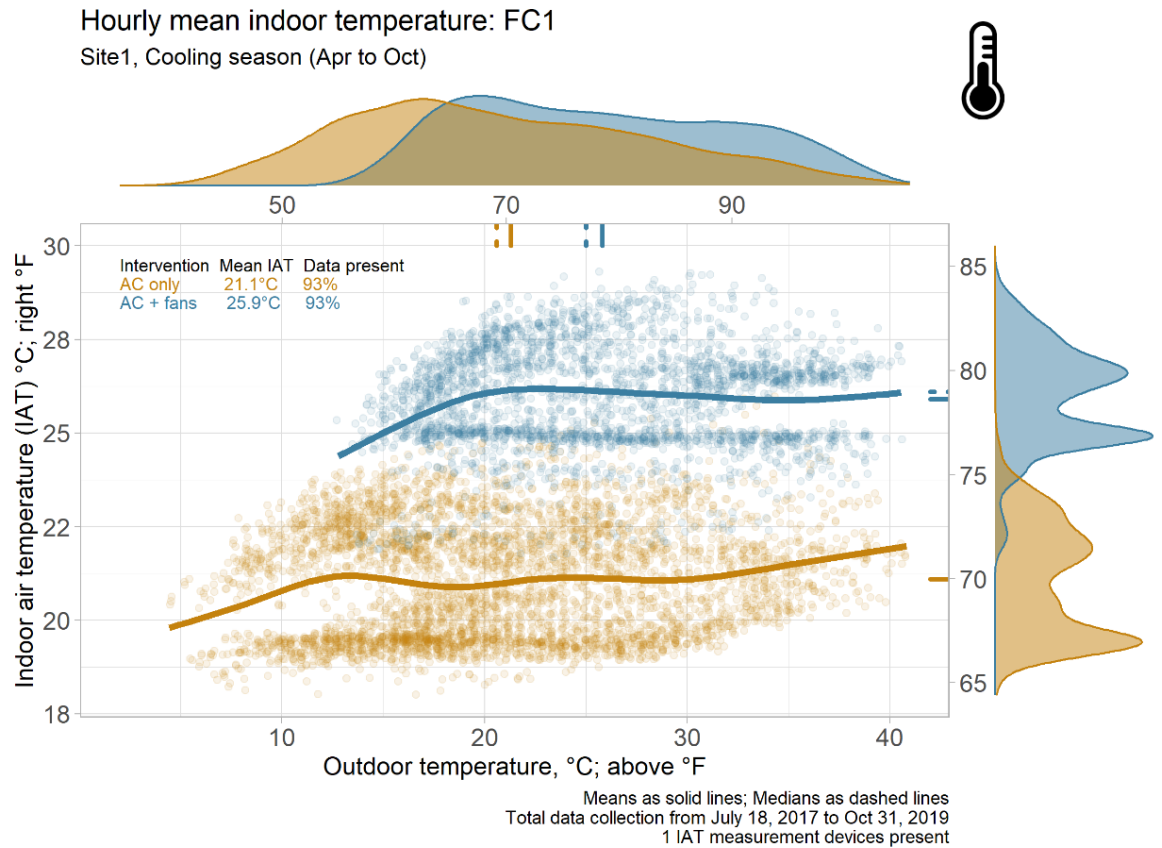 Hourly mean indoor temperature: FC1
Site1, Cooling season (Apr to Oct)
50 70 90
Indoor air temperature (IAT) °C; right °F
30
28
25
22
20
18
Intervention Mean IAT Data present
AC only 21.1°C 93%
AC + fans 25.9°C 93%
85
80
75
70
65
10 20 30 40
Outdoor temperature, °C; above °F
Means as solid lines; Medians as dashed lines
Total data collection from July 18, 2017 to Oct 31, 2019
1 IAT measurement devices present